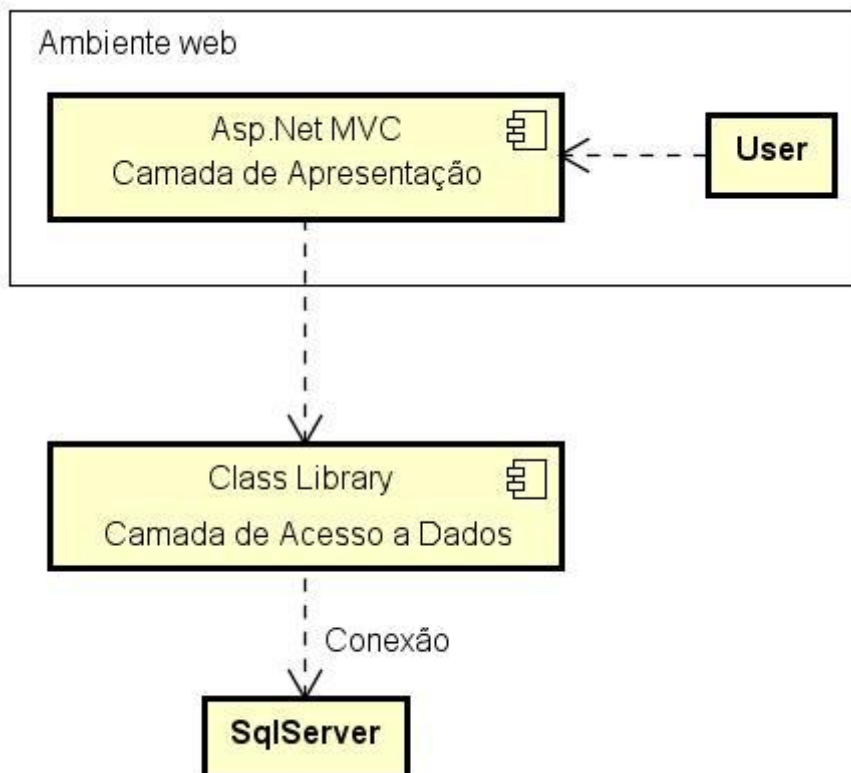 Ambiente web
Asp.Net MVC
Camada de Apresentação
User
Class Library
Camada de Acesso a Dados
Conexão
SqlServer